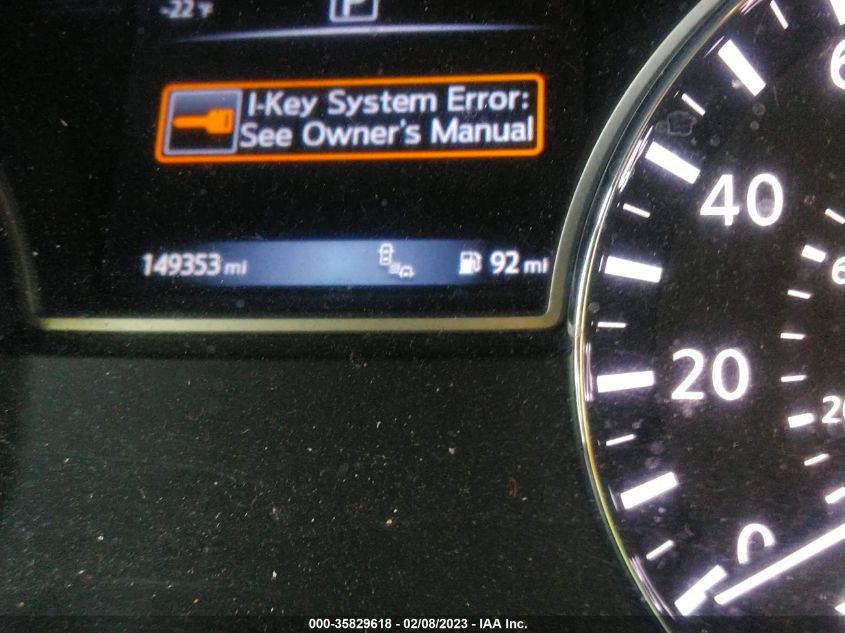 -22 °F
P
I-Key System Error:
See Owner's Manual
149353 mi
92 mi
40
20
0
000-35829618 - 02/08/2023 - IAA Inc.